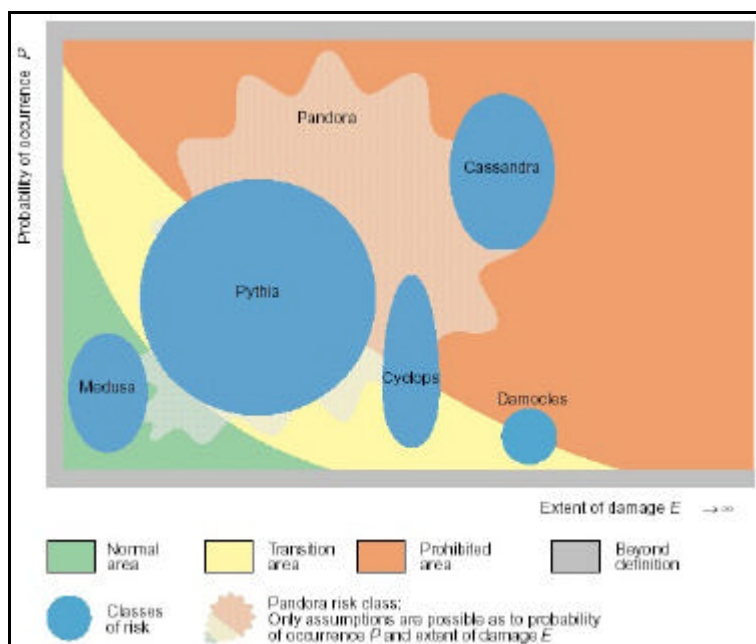 Probability of occurrence P
Pandora
Cassandra
Pythia
Medusa
Cyclops
Damocles
Extent of damage E → ∞
Normal
area
Transition
area
Prohibited
area
Beyond
definition
Classes
of risk
Pandora risk class:
Only assumptions are possible as to probability
of occurrence P and extent of damage E